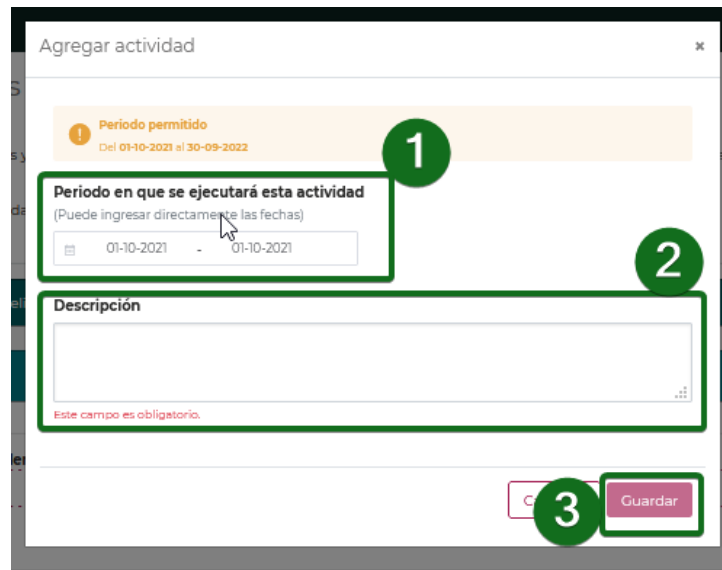 Agregar actividad
×
Periodo permitido
Del 01-10-2021 al 30-09-2022
1
Periodo en que se ejecutará esta actividad
(Puede ingresar directamente las fechas)
01-10-2021 - 01-10-2021
2
Descripción
Este campo es obligatorio.
3
Guardar